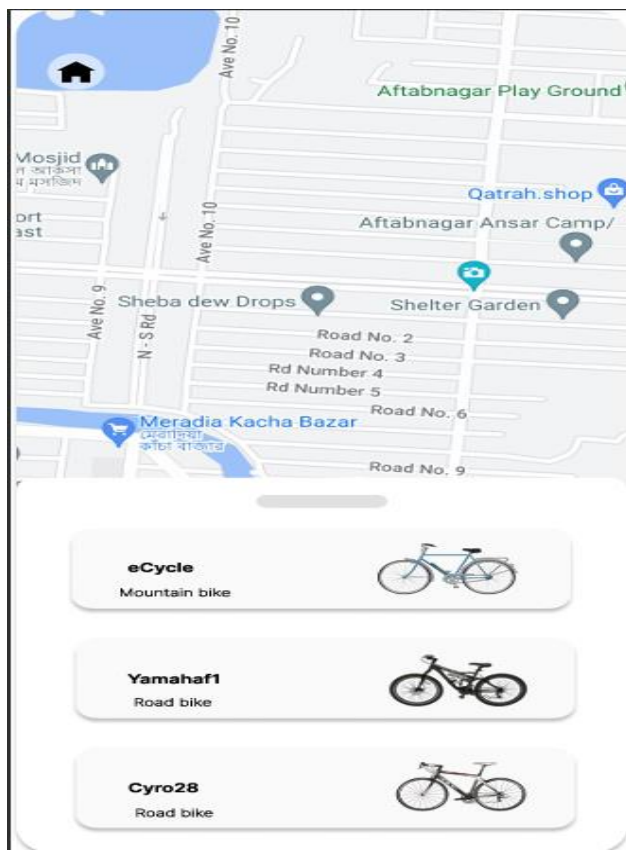 Ave No. 10
Aftabnagar Play Ground
Mosjid
ল আকসা
ম মসজিদ
Qatrah.shop
ort
ast
Aftabnagar Ansar Camp/
Ave No. 10
Sheba dew Drops
Shelter Garden
Ave No. 9
N - S Rd
Road No. 2
Road No. 3
Rd Number 4
Rd Number 5
Road No. 6
Meradia Kacha Bazar
মেরাদিয়া
কাঁচা বাজার
Road No. 9
eCycle
Mountain bike
Yamahaf1
Road bike
Cyro28
Road bike